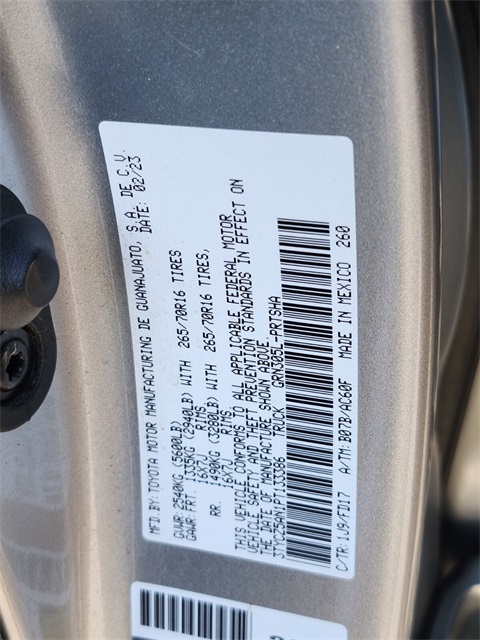 MFD.BY:TOYOTA MOTOR MANUFACTURING DE GUANAJUATO, S.A. DE C.V.
DATE: 02/23
GVWR:2540KG(5600LB)
GAWR:FRT. 1335KG(2940LB)WITH 265/70R16 TIRES
16X7J RIMS
RR. 1490KG(3280LB)WITH 265/70R16 TIRES,
16X7J RIMS
THIS VEHICLE CONFORMS TO ALL APPLICABLE FEDERAL MOTOR
VEHICLE SAFETY AND THEFT PREVENTION STANDARDS IN EFFECT ON
THE DATE OF MANUFACTURE SHOWN ABOVE.
3TYCZ5AN1PT133386 TRUCK GRN305L-PRTSHA
C/TR:1J9/FD17 A/TM:B07B/AC60F MADE IN MEXICO 260